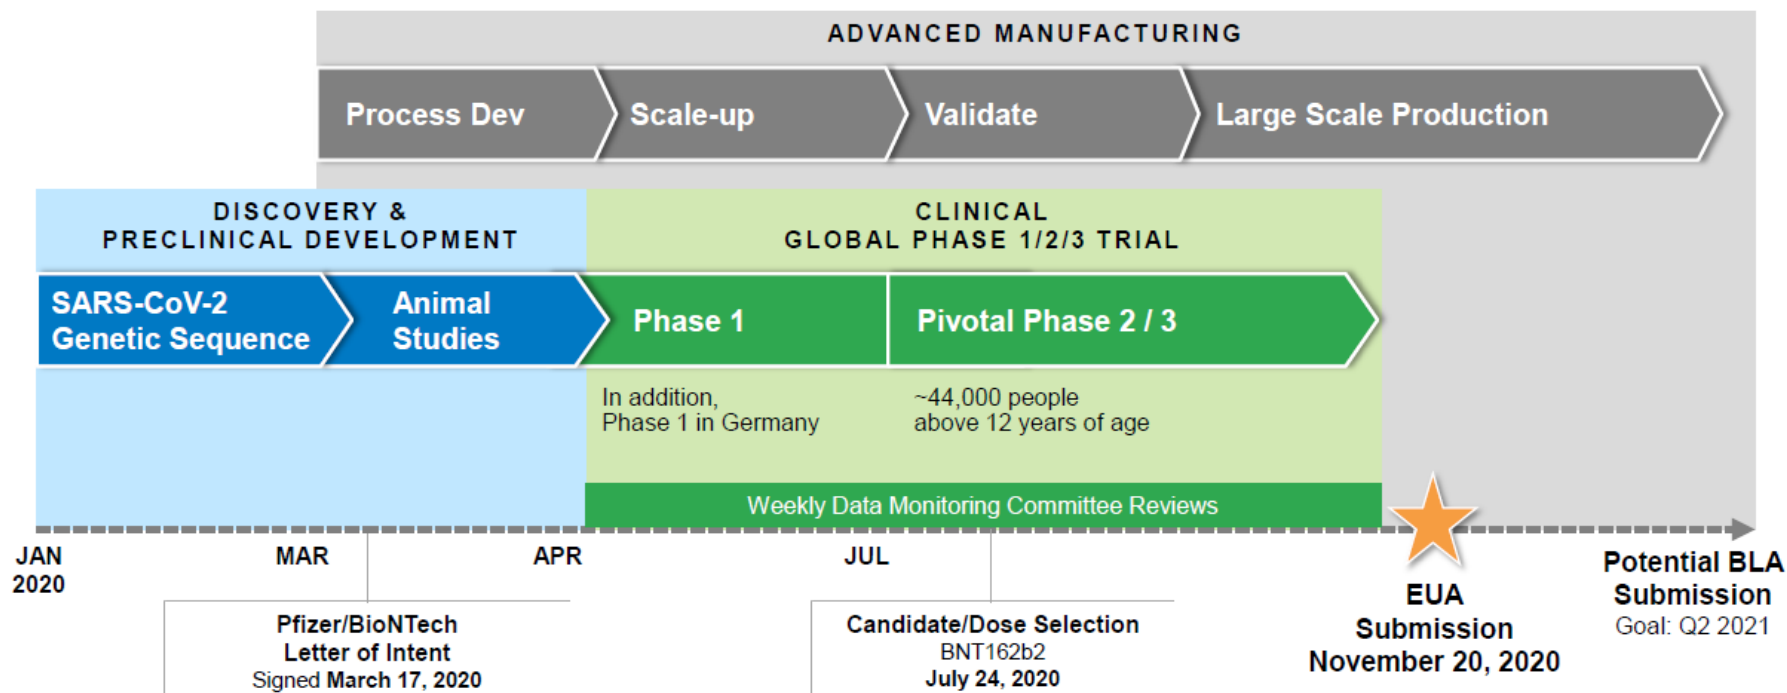 ADVANCED MANUFACTURING
Process Dev
Scale-up
Validate
Large Scale Production
DISCOVERY &
PRECLINICAL DEVELOPMENT
CLINICAL
GLOBAL PHASE 1/2/3 TRIAL
SARS-CoV-2
Genetic Sequence
Animal
Studies
Phase 1
Pivotal Phase 2 / 3
In addition,
Phase 1 in Germany
~44,000 people
above 12 years of age
Weekly Data Monitoring Committee Reviews
JAN
2020
MAR
APR
JUL
Pfizer/BioNTech
Letter of Intent
Signed March 17, 2020
Candidate/Dose Selection
BNT162b2
July 24, 2020
EUA
Submission
November 20, 2020
Potential BLA
Submission
Goal: Q2 2021